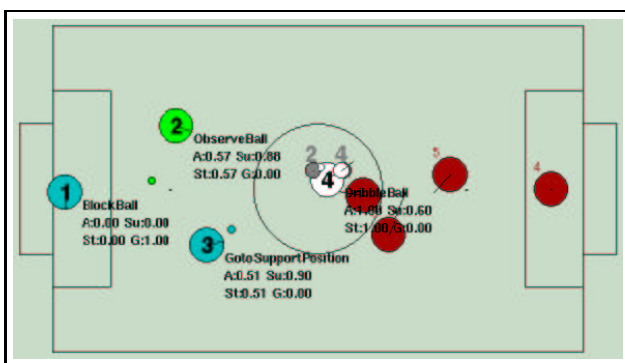 2
ObserveBall
A:0.57 Su:0.88
St:0.57 G:0.00
2 4
4
5
4
1
BlockBall
A:0.00 Su:0.00
St:0.00 G:1.00
DribbleBall
A:1.00 Su:0.60
St:1.00 G:0.00
3
GotoSupportPosition
A:0.51 Su:0.90
St:0.51 G:0.00